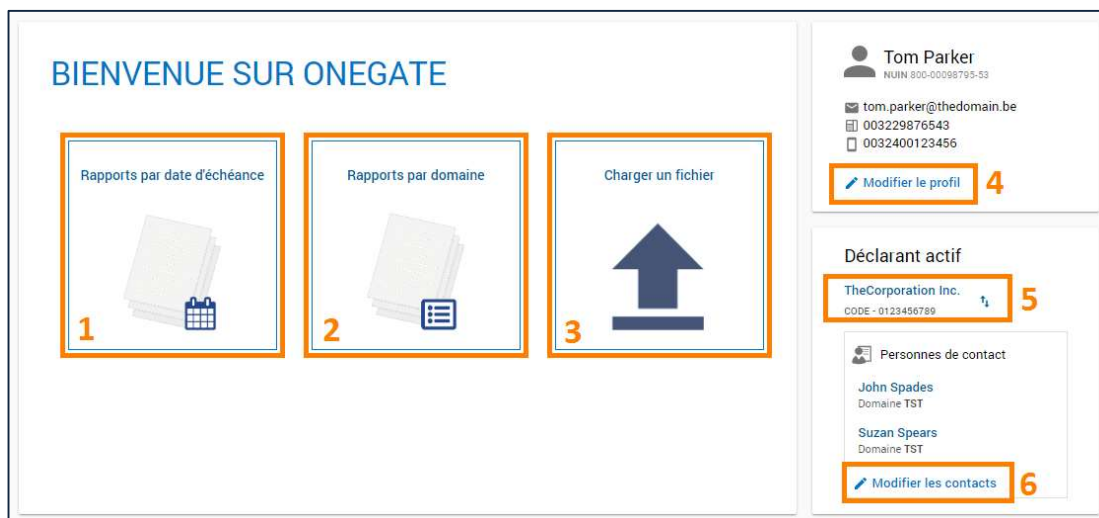 BIENVENUE SUR ONEGATE
Rapports par date d'échéance
1
Rapports par domaine
2
Charger un fichier
3
Tom Parker
NUIN 800-00098795-53
tom.parker@thedomain.be
003229876543
0032400123456
Modifier le profil
4
Déclarant actif
TheCorporation Inc.
CODE - 0123456789
5
Personnes de contact
John Spades
Domaine TST
Suzan Spears
Domaine TST
Modifier les contacts
6